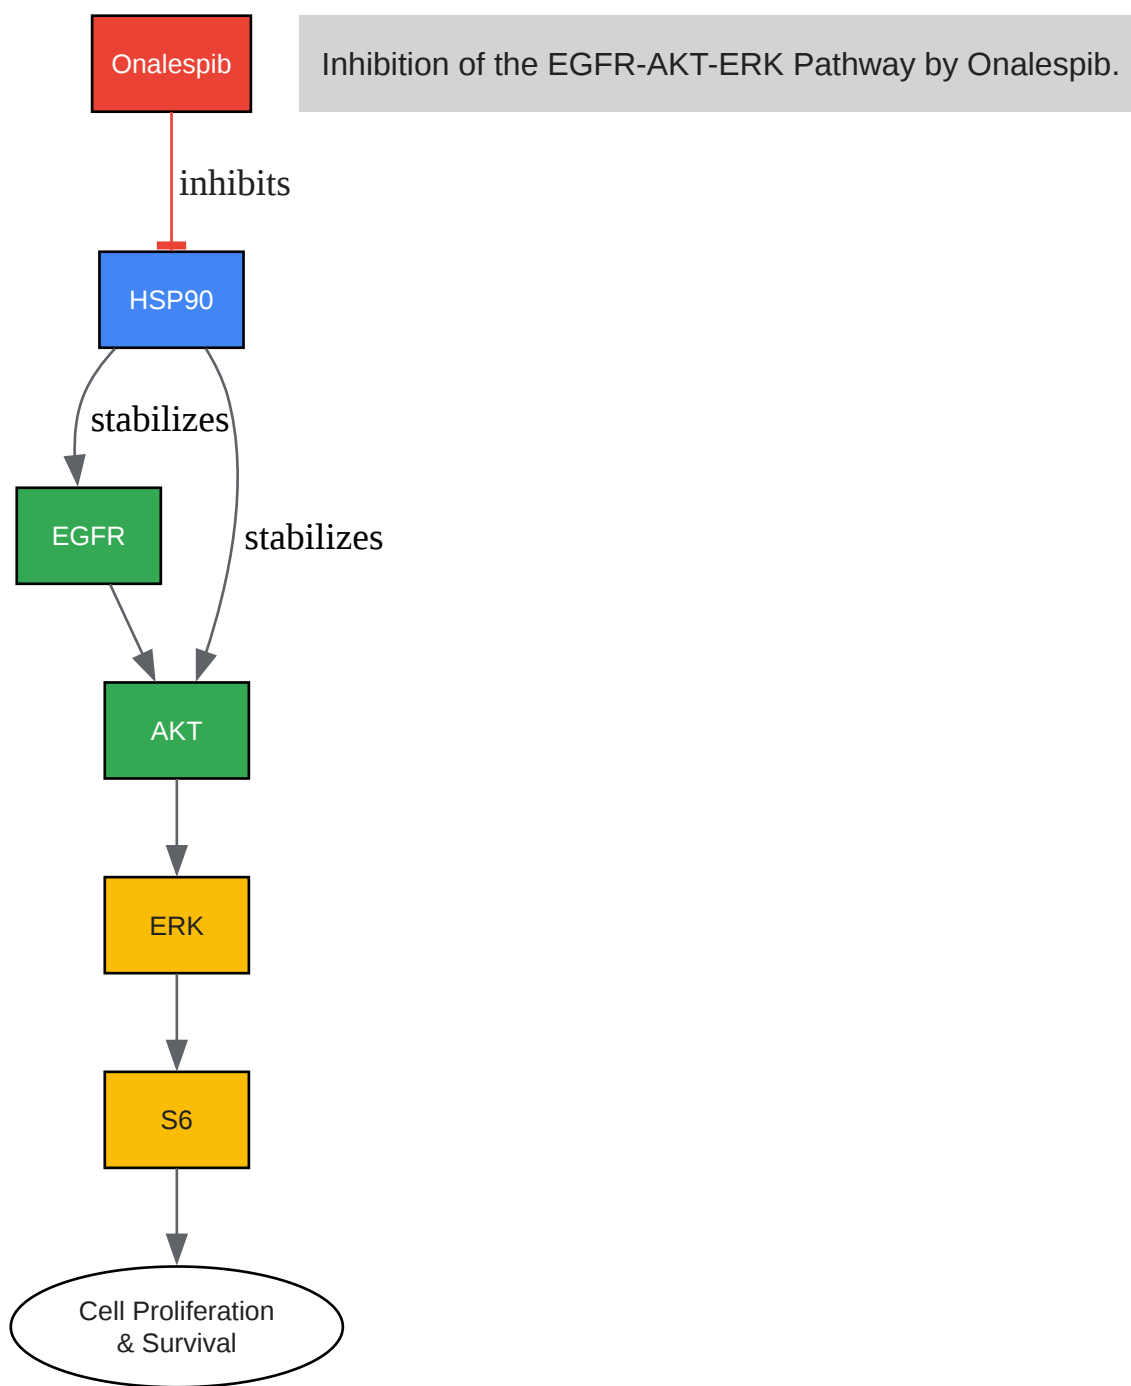 Onalespib
Inhibition of the EGFR-AKT-ERK Pathway by Onalespib.
inhibits
HSP90
stabilizes
EGFR
stabilizes
AKT
ERK
S6
Cell Proliferation
& Survival